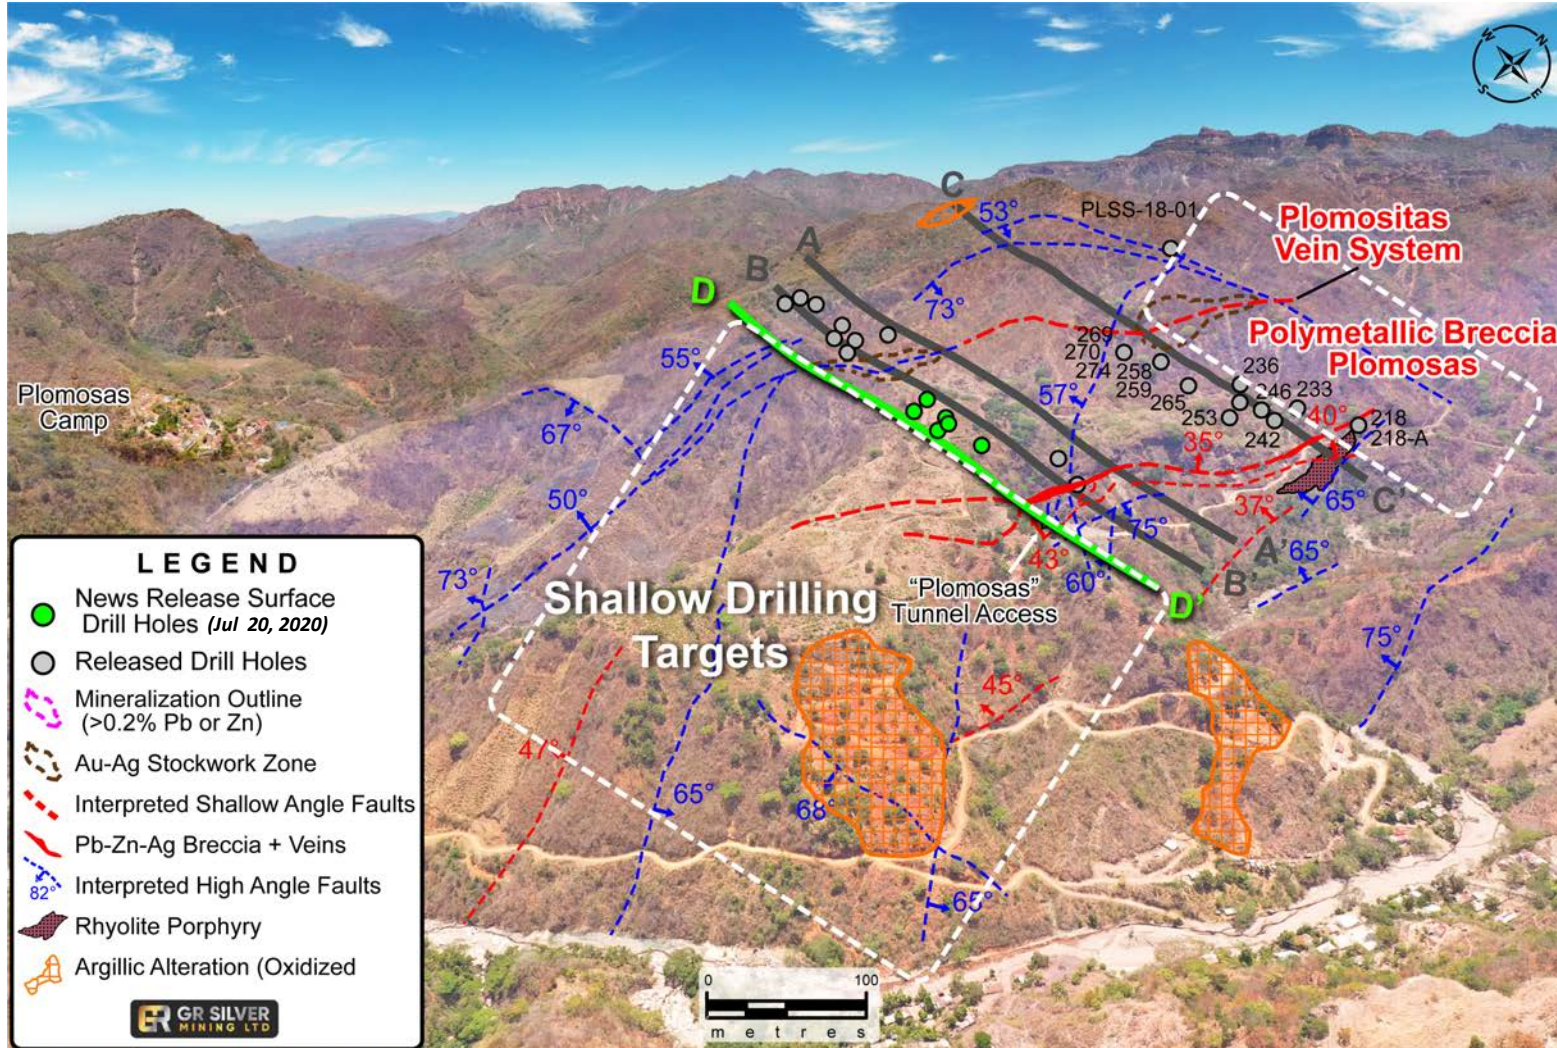 W
N
S
E
C
53°
PLSS-18-01
Plomositas
Vein System
A
B
D
73°
Polymetallic Breccia
Plomosas
269
270
274
258
259
265
236
246
233
253
242
40°
218
218-A
55°
57°
67°
35°
Plomosas
Camp
50°
37°
65°
C'
75°
43°
60°
A'
B'
65°
D'
"Plomosas"
Tunnel Access
73°
Shallow Drilling
Targets
75°
45°
47°
65°
68°
65°
LEGEND
News Release Surface
Drill Holes (Jul 20, 2020)
Released Drill Holes
Mineralization Outline
(>0.2% Pb or Zn)
Au-Ag Stockwork Zone
Interpreted Shallow Angle Faults
Pb-Zn-Ag Breccia + Veins
82°
Interpreted High Angle Faults
Rhyolite Porphyry
Argillic Alteration (Oxidized
GR SILVER
MINING LTD
0 100
metres